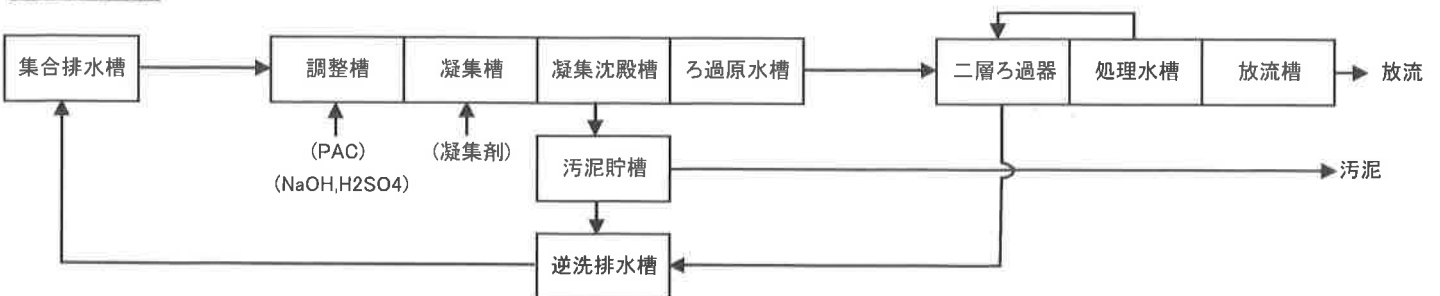 集合排水槽
調整槽
凝集槽
凝集沈殿槽
ろ過原水槽
二層ろ過器
処理水槽
放流槽
放流
(PAC)
(NaOH,H2SO4)
(凝集剤)
汚泥貯槽
汚泥
逆洗排水槽